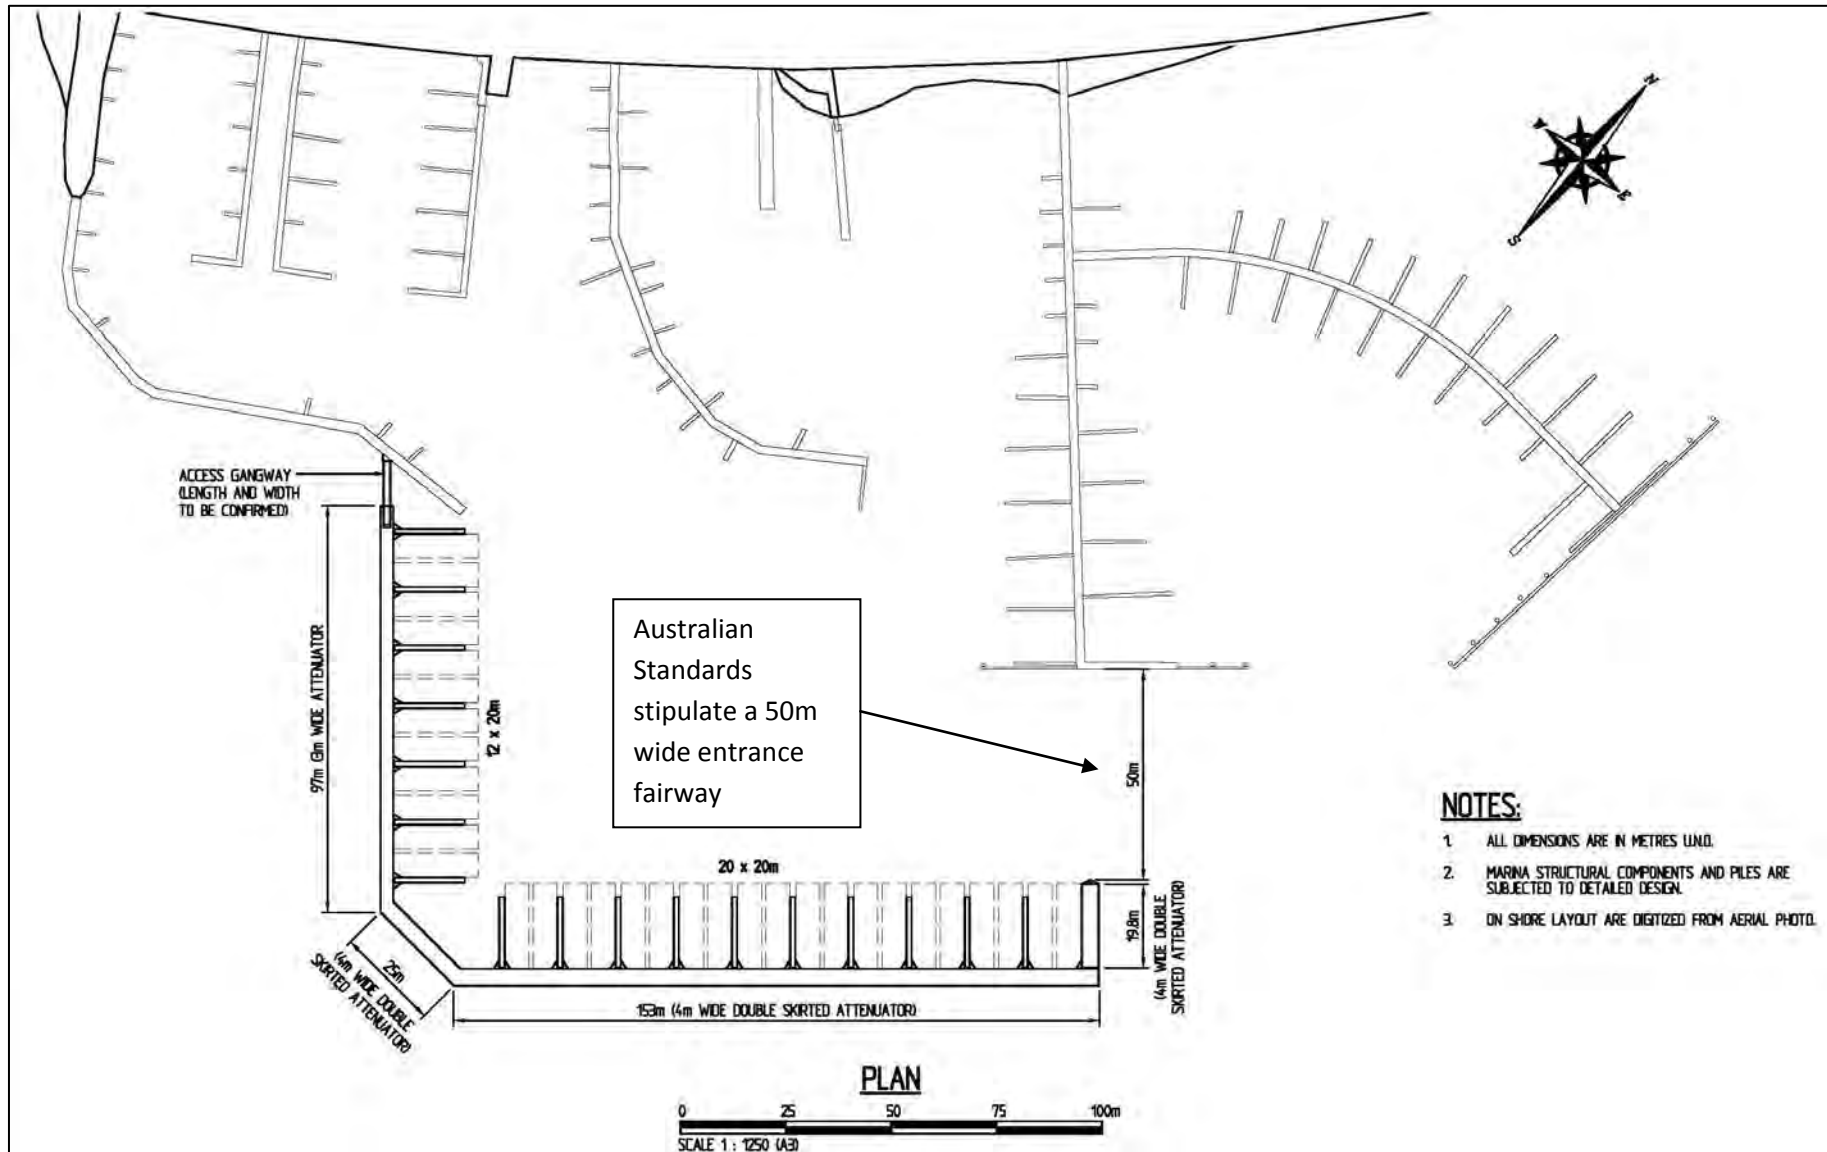 N
A
E
S
ACCESS GANGWAY
(LENGTH AND WIDTH
TO BE CONFIRMED)
97m (3m WIDE ATTENUATOR
12 x 20m
Australian
Standards
stipulate a 50m
wide entrance
fairway
50m
NOTES:
1. ALL DIMENSIONS ARE IN METRES U.N.O.
2. MARINA STRUCTURAL COMPONENTS AND PILES ARE
SUBJECTED TO DETAILED DESIGN.
3. ON SHORE LAYOUT ARE DIGITIZED FROM AERIAL PHOTO.
20 x 20m
19.8m
(4m WIDE DOUBLE
SKIRTED ATTENUATOR)
25m
(4m WIDE DOUBLE
SKIRTED ATTENUATOR)
153m (4m WIDE DOUBLE SKIRTED ATTENUATOR)
PLAN
0 25 50 75 100m
SCALE 1 : 1250 (A3)